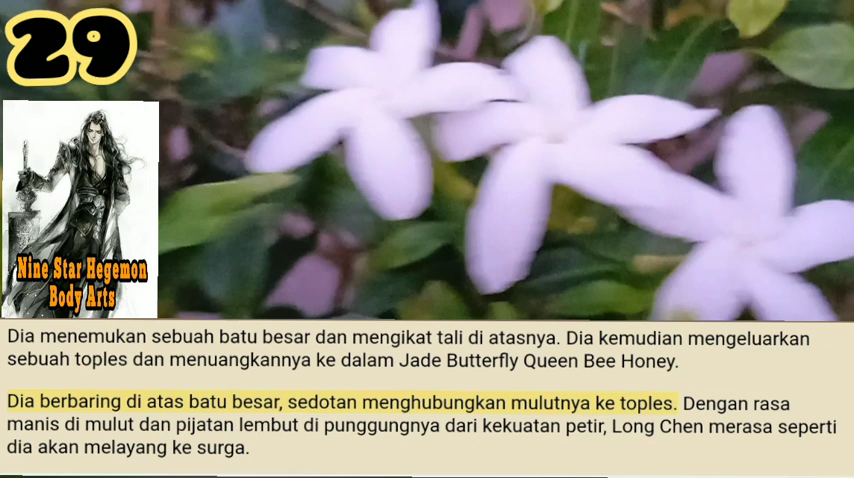 29
Nine Star Hegemon
Body Arts
Dia menemukan sebuah batu besar dan mengikat tali di atasnya. Dia kemudian mengeluarkan
sebuah toples dan menuangkannya ke dalam Jade Butterfly Queen Bee Honey.
Dia berbaring di atas batu besar, sedotan menghubungkan mulutnya ke toples. Dengan rasa
manis di mulut dan pijatan lembut di punggungnya dari kekuatan petir, Long Chen merasa seperti
dia akan melayang ke surga.